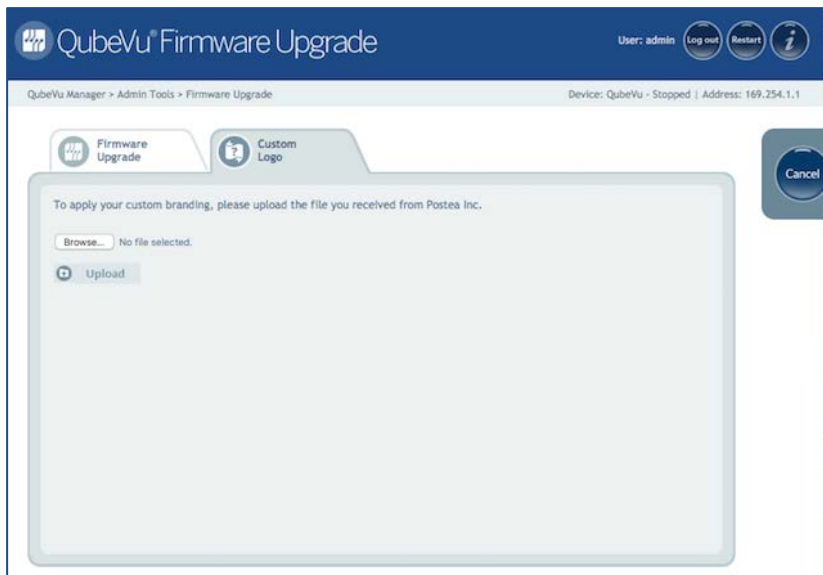 QubeVu® Firmware Upgrade
User: admin
Log out
Restart
i
QubeVu Manager > Admin Tools > Firmware Upgrade
Device: QubeVu - Stopped | Address: 169.254.1.1
Firmware
Upgrade
?
Custom
Logo
Cancel
To apply your custom branding, please upload the file you received from Postea Inc.
Browse... No file selected.
Upload